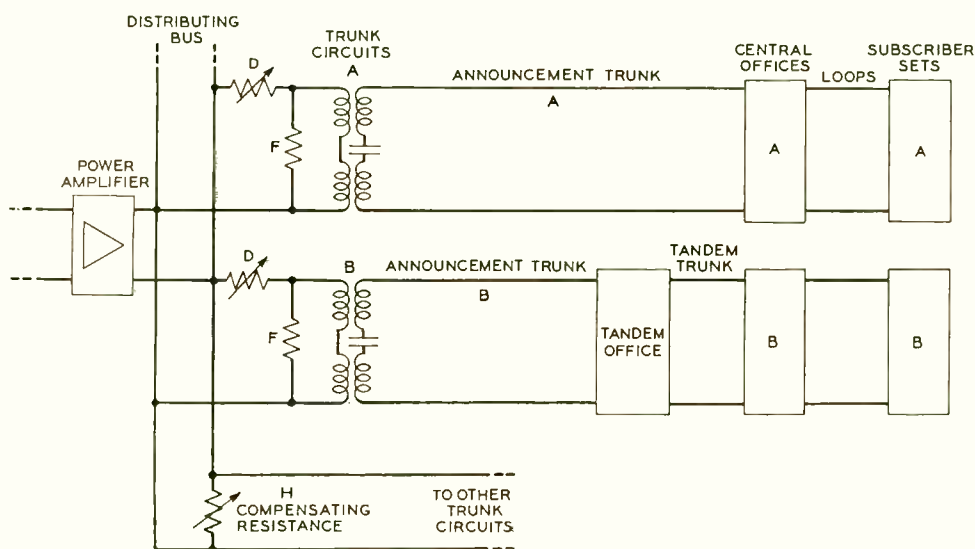 DISTRIBUTING
BUS
D
TRUNK
CIRCUITS
A
ANNOUNCEMENT TRUNK
A
CENTRAL
OFFICES
LOOPS
SUBSCRIBER
SETS
F
A
A
POWER
AMPLIFIER
D
B
ANNOUNCEMENT TRUNK
B
TANDEM
TRUNK
F
TANDEM
OFFICE
B
B
H
COMPENSATING
RESISTANCE
TO OTHER
TRUNK
CIRCUITS